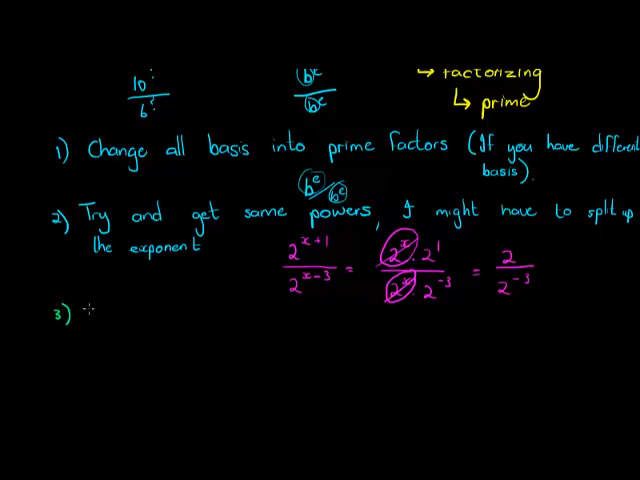 10? / 6?
b^e / b^e
↳ factorizing
↳ prime
1) Change all basis into prime factors (If you have different
basis).
b^e / b^e
2) Try and get same powers, I might have to split up
the exponent
2^(x+1) / 2^(x-3) = 2^x · 2^1 / 2^x · 2^-3 = 2 / 2^-3
3)